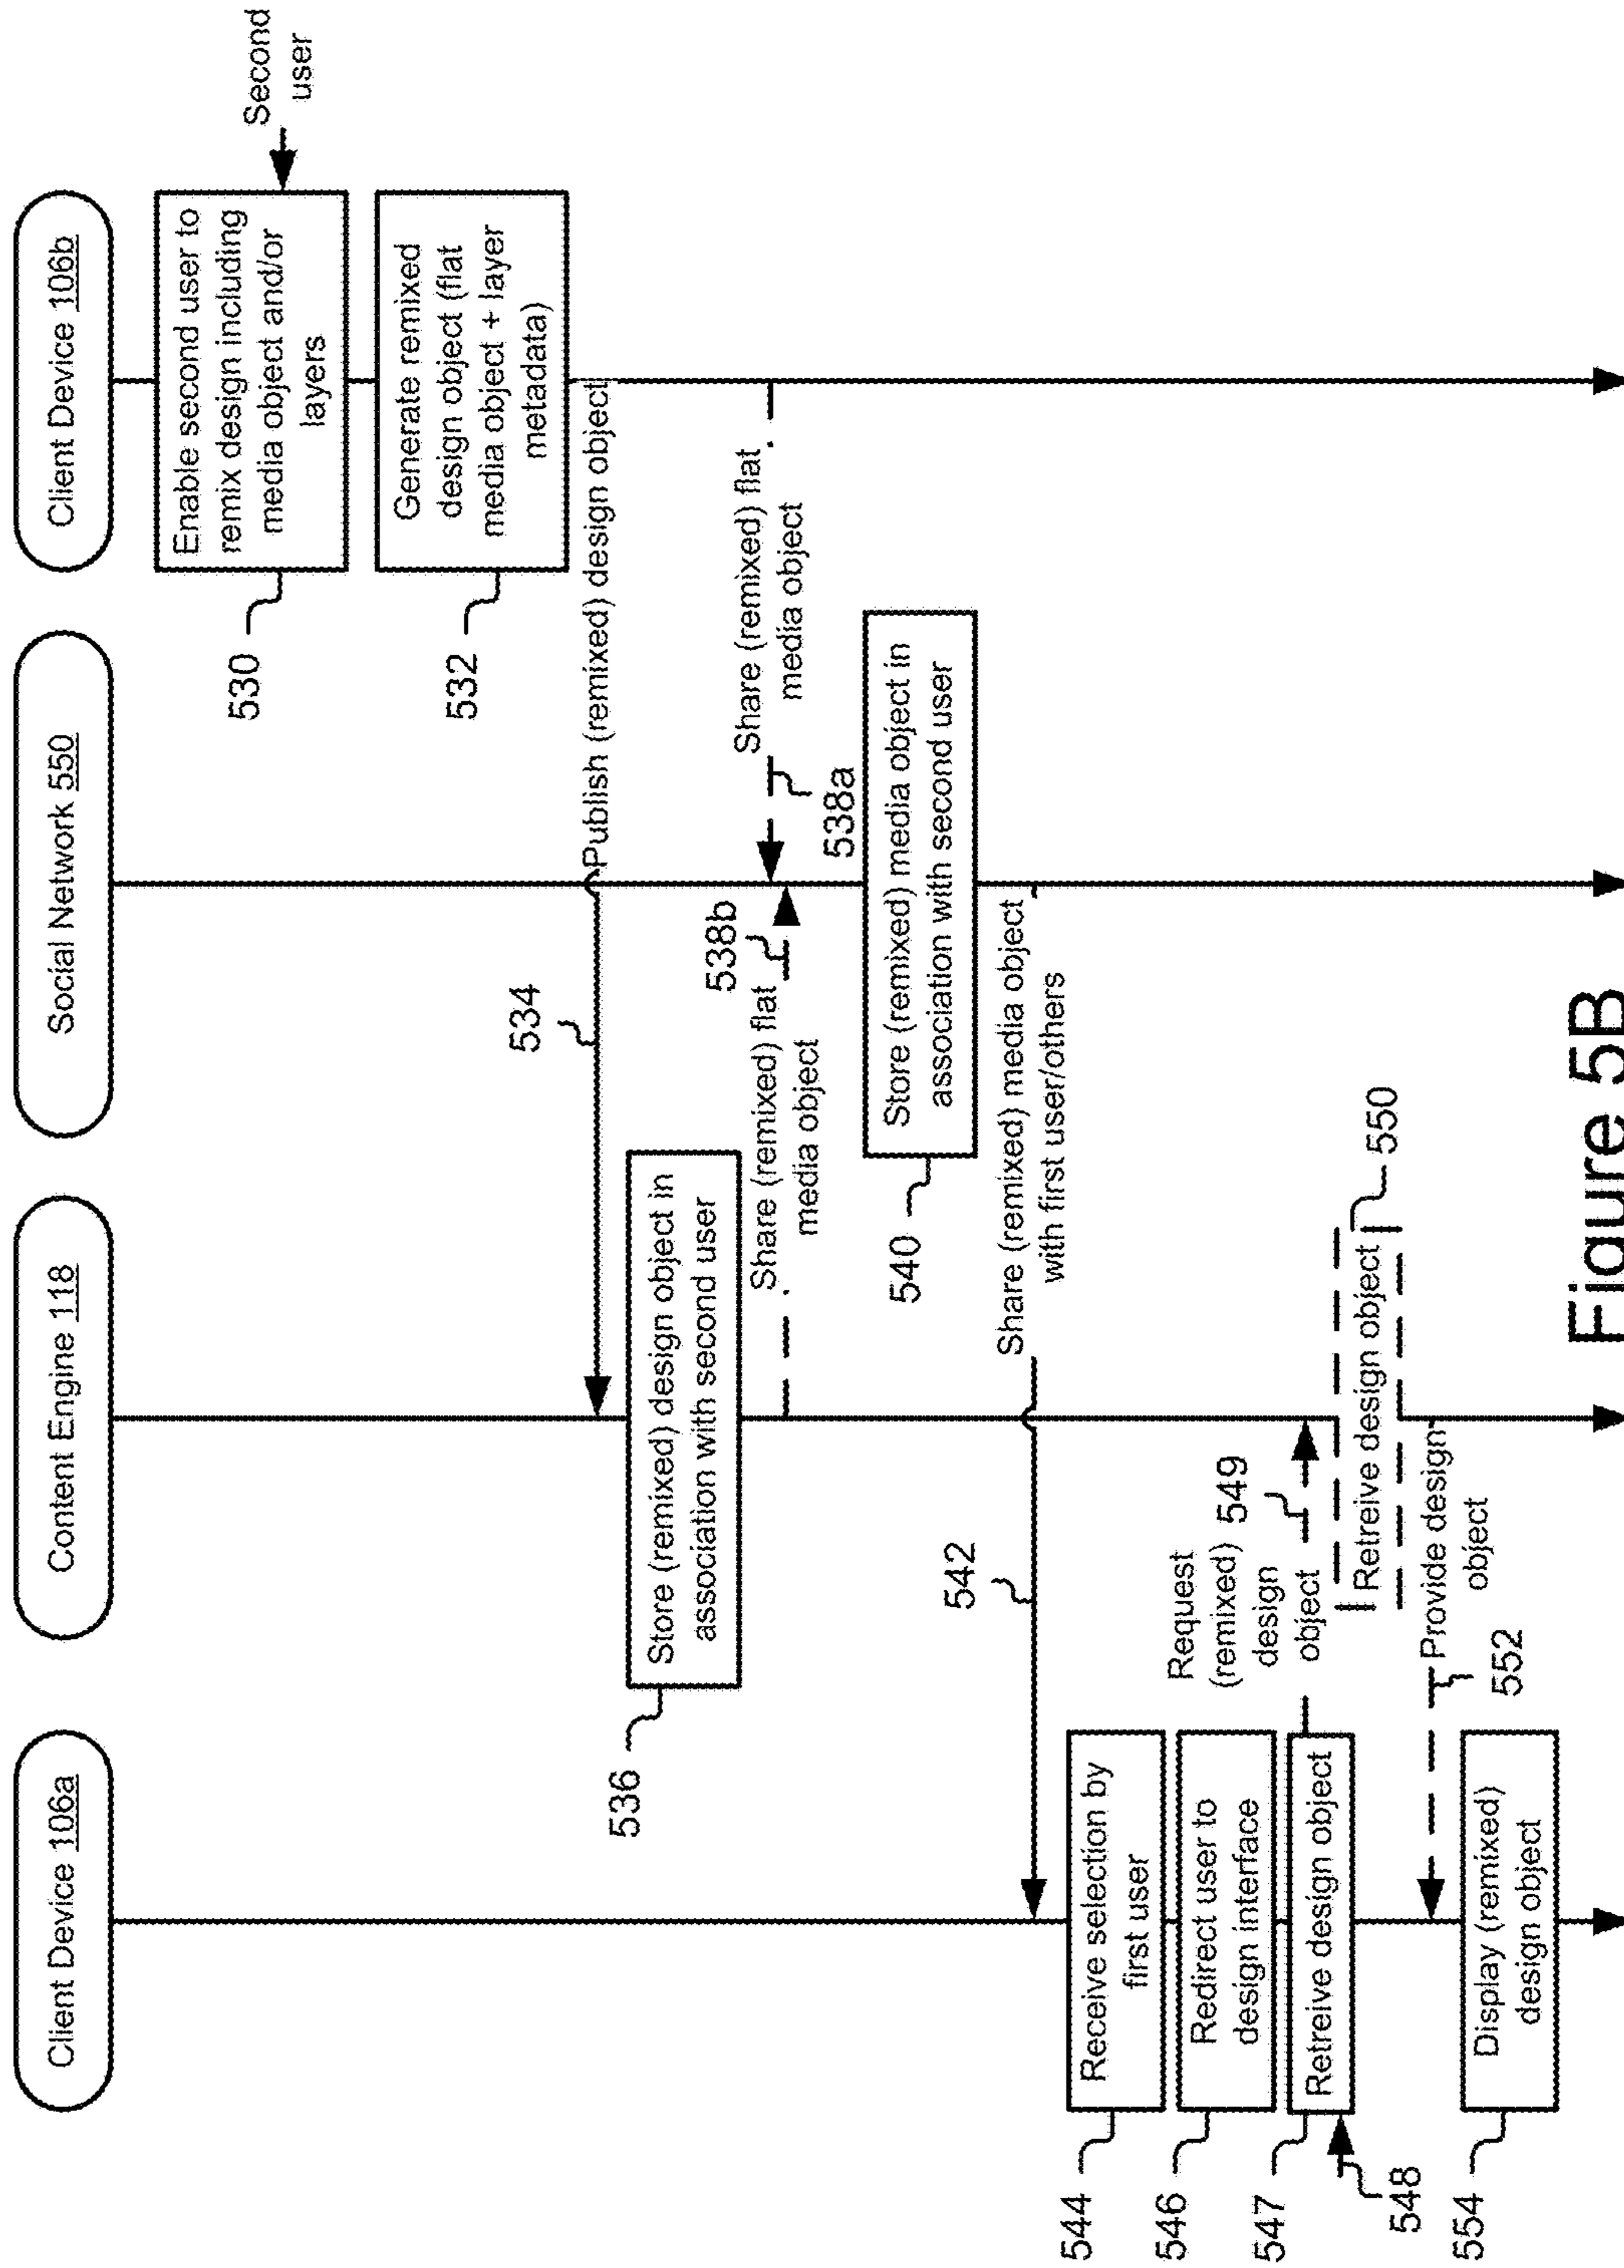 Client Device 106a
Content Engine 118
Social Network 550
Client Device 106b
530
Enable second user to
remix design including
media object and/or
layers
Second
user
532
Generate remixed
design object (flat
media object + layer
metadata)
534
Publish (remixed) design object
536
Store (remixed) design object in
association with second user
538b
Share (remixed) flat
media object
Share (remixed) flat
media object
538a
540
Store (remixed) media object in
association with second user
542
Share (remixed) media object
with first user/others
544
Receive selection by
first user
546
Redirect user to
design interface
547
Retreive design object
548
Request
(remixed)
design
object
549
Retreive design object
550
Provide design
object
552
554
Display (remixed)
design object
Figure 5B